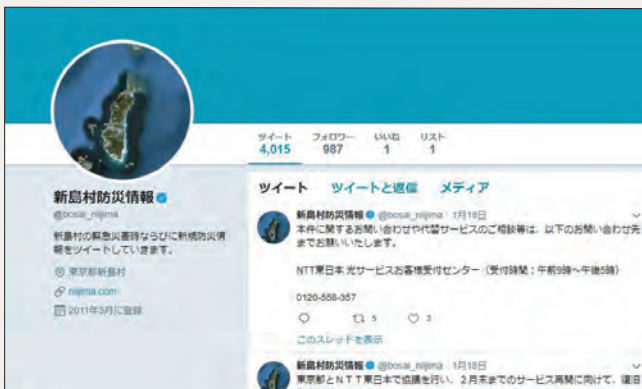 ツイート フォロワー いいね リスト
4,015 987 1 1
新島村防災情報
@bosai_niijima
新島村の緊急災害時ならびに新規防災情
報をツイートしていきます。
東京都新島村
niijima.com
2011年3月に登録
ツイート ツイートと返信 メディア
新島村防災情報 @bosai_niijima · 1月18日
本件に関するお問い合わせや代替サービスのご相談等は、以下のお問い合わせ先
までお願いいたします。
NTT東日本 光サービスお客様受付センター（受付時間：午前9時～午後5時）
0120-556-357
5 3
このスレッドを表示
新島村防災情報 @bosai_niijima · 1月18日
東京都とＮＴＴ東日本で協議を行い、２月末までのサービス再開に向けて、復旧